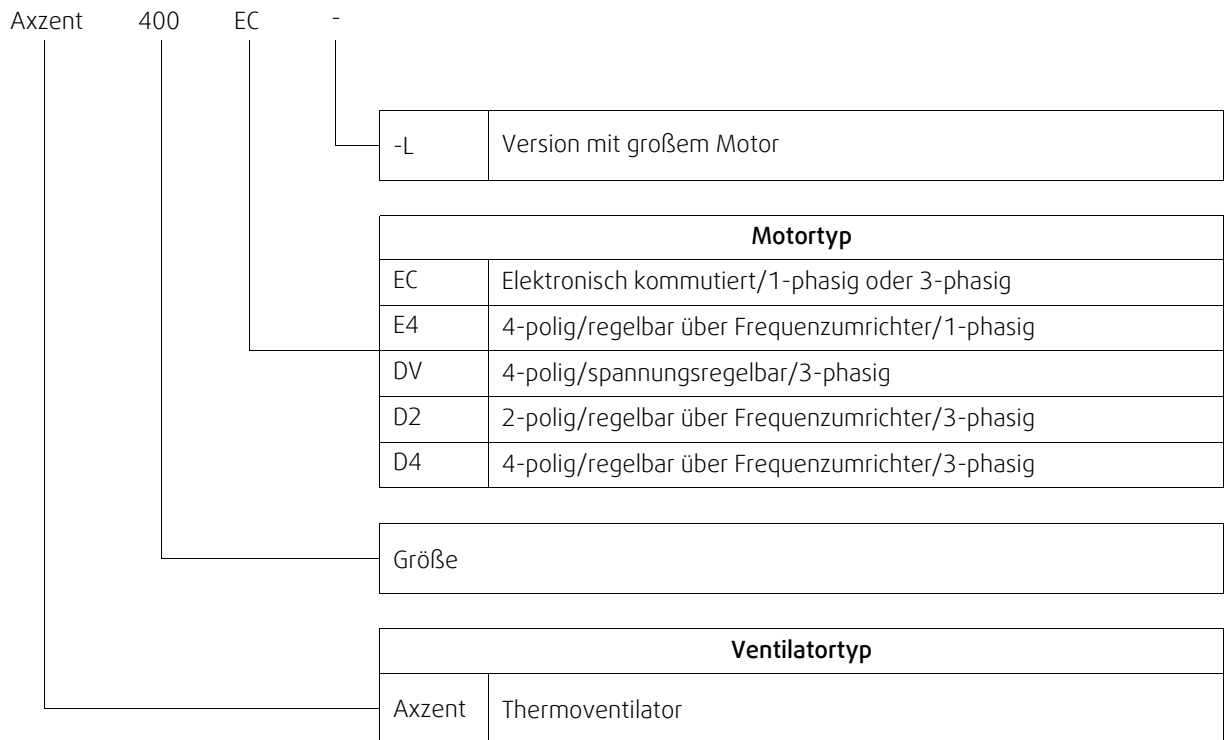 Axzent 400 EC -
-L Version mit großem Motor
Motortyp
EC Elektronisch kommutiert/1-phasig oder 3-phasig
E4 4-polig/regelbar über Frequenzumrichter/1-phasig
DV 4-polig/spannungsregelbar/3-phasig
D2 2-polig/regelbar über Frequenzumrichter/3-phasig
D4 4-polig/regelbar über Frequenzumrichter/3-phasig
Größe
Ventilatortyp
Axzent Thermoventilator